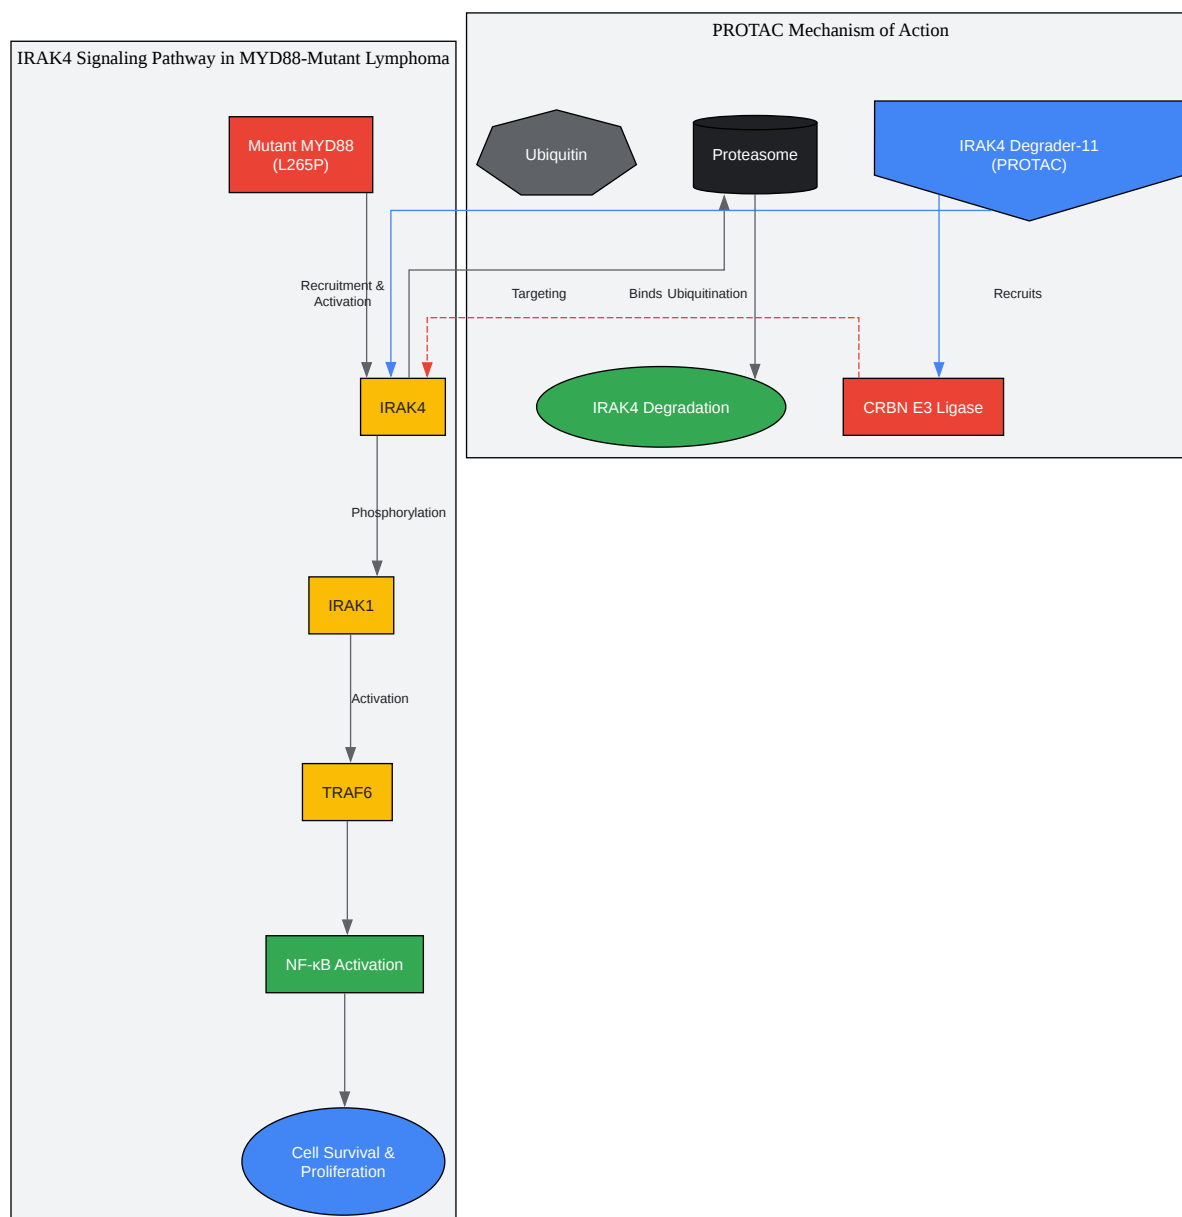 PROTAC Mechanism of Action
IRAK4 Signaling Pathway in MYD88-Mutant Lymphoma
Mutant MYD88
(L265P)
Ubiquitin
Proteasome
IRAK4 Degrader-11
(PROTAC)
Recruitment &
Activation
Targeting
Binds
Ubiquitination
Recruits
IRAK4
IRAK4 Degradation
CRBN E3 Ligase
Phosphorylation
IRAK1
Activation
TRAF6
NF-κB Activation
Cell Survival &
Proliferation